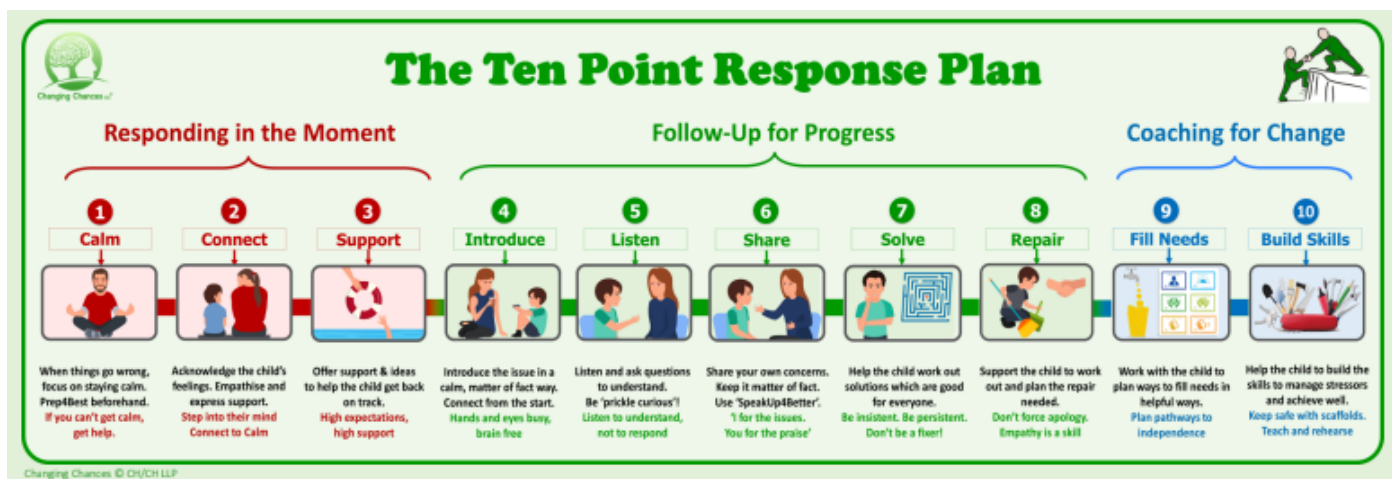 The Ten Point Response Plan
Changing Chances LLP
Responding in the Moment
Follow-Up for Progress
Coaching for Change
1
Calm
When things go wrong,
focus on staying calm.
Prep4Best beforehand.
If you can't get calm,
get help.
2
Connect
Acknowledge the child's
feelings. Empathise and
express support.
Step into their mind
Connect to Calm
3
Support
Offer support & ideas
to help the child get back
on track.
High expectations,
high support
4
Introduce
Introduce the issue in a
calm, matter of fact way.
Connect from the start.
Hands and eyes busy,
brain free
5
Listen
Listen and ask questions
to understand.
Be 'prickle curious'!
Listen to understand,
not to respond
6
Share
Share your own concerns.
Keep it matter of fact.
Use 'SpeakUp4Better'.
'I for the issues.
You for the praise'
7
Solve
Help the child work out
solutions which are good
for everyone.
Be insistent. Be persistent.
Don't be a fixer!
8
Repair
Support the child to work
out and plan the repair
needed.
Don't force apology.
Empathy is a skill
9
Fill Needs
Work with the child to
plan ways to fill needs in
helpful ways.
Plan pathways to
independence
10
Build Skills
Help the child to build the
skills to manage stressors
and achieve well.
Keep safe with scaffolds.
Teach and rehearse
Changing Chances © CH/CH LLP